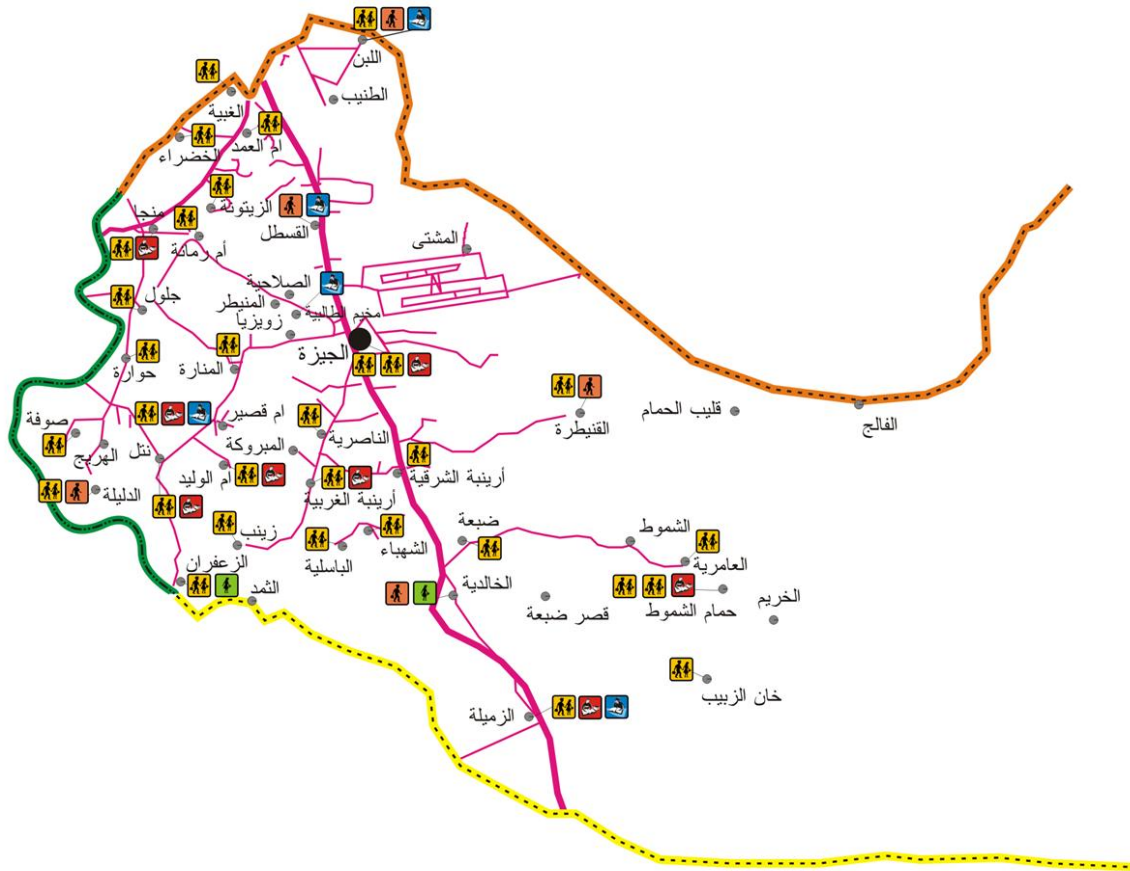 اللبن
الطنيب
الغبية
ام العمد
الخضراء
الزيتونة
منجا
القسطل
أم رمانة
المشتى
الصلاحية
جلول
المنيطر
مخيم الطالبية
زويزيا
الجيزة
حوارة
المنارة
القنيطرة
قليب الحمام
الفالج
ام قصير
صوفة
الناصرية
الهريج
نتل
المبروكة
ام الوليد
أرينبة الشرقية
الدليلة
أرينبة الغربية
ضبعة
الشموط
زينب
الشهباء
الباسلية
العامرية
الزعفران
الثمد
الخالدية
قصر ضبعة
حمام الشموط
الخريم
خان الزبيب
الزميلة